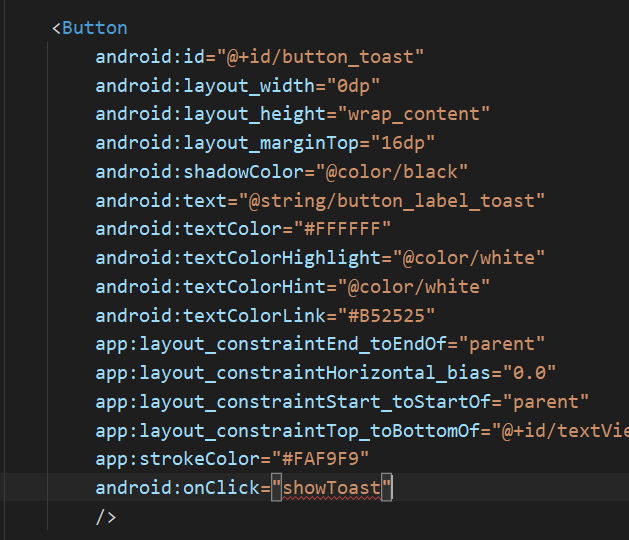 <Button
android:id="@+id/button_toast"
android:layout_width="0dp"
android:layout_height="wrap_content"
android:layout_marginTop="16dp"
android:shadowColor="@color/black"
android:text="@string/button_label_toast"
android:textColor="#FFFFFF"
android:textColorHighlight="@color/white"
android:textColorHint="@color/white"
android:textColorLink="#B52525"
app:layout_constraintEnd_toEndOf="parent"
app:layout_constraintHorizontal_bias="0.0"
app:layout_constraintStart_toStartOf="parent"
app:layout_constraintTop_toBottomOf="@+id/textVie
app:strokeColor="#FAF9F9"
android:onClick="showToast"
/>